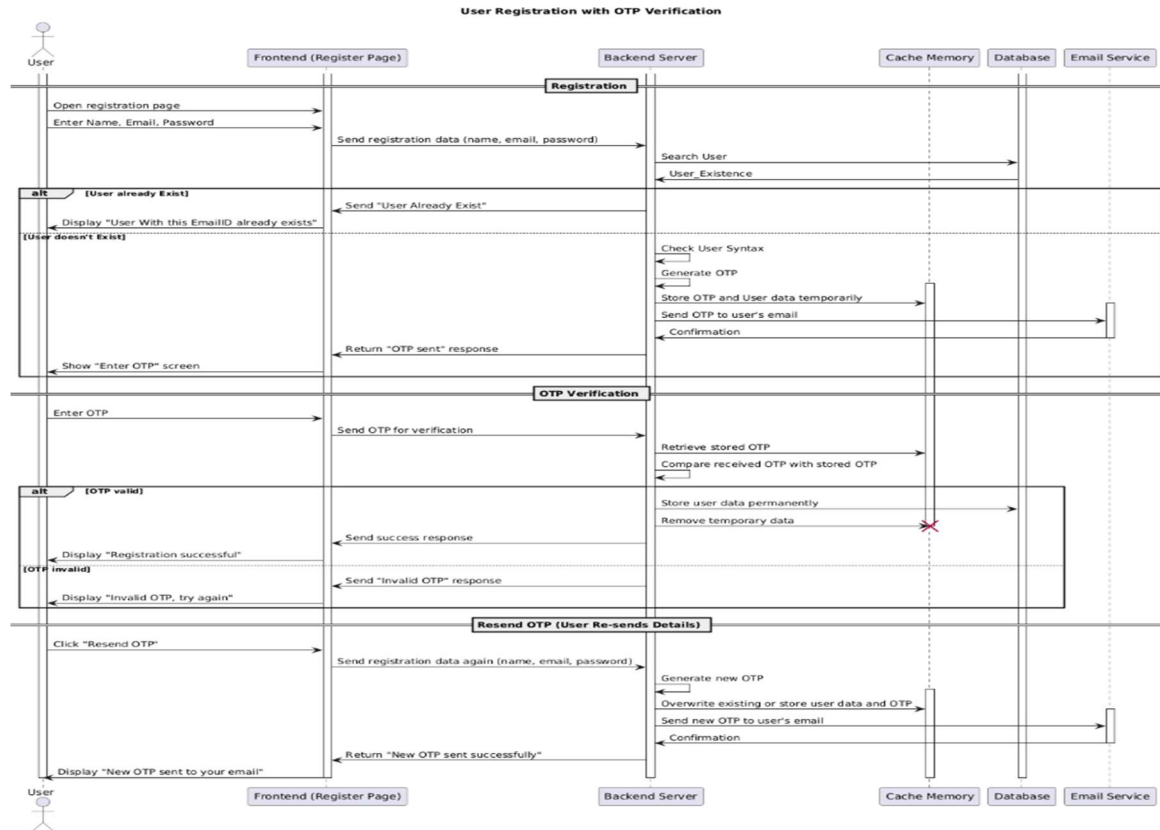 User Registration with OTP Verification
User
Frontend (Register Page)
Backend Server
Cache Memory
Database
Email Service
Registration
Open registration page
Enter Name, Email, Password
Send registration data (name, email, password)
Search User
User_Existence
alt
[User already Exist]
Send "User Already Exist"
Display "User With this EmailID already exists"
[User doesn't Exist]
Check User Syntax
Generate OTP
Store OTP and User data temporarily
Send OTP to user's email
Confirmation
Return "OTP sent" response
Show "Enter OTP" screen
OTP Verification
Enter OTP
Send OTP for verification
Retrieve stored OTP
Compare received OTP with stored OTP
alt
[OTP valid]
Store user data permanently
Remove temporary data
Send success response
Display "Registration successful"
[OTP invalid]
Send "Invalid OTP" response
Display "Invalid OTP, try again"
Resend OTP (User Re-sends Details)
Click "Resend OTP"
Send registration data again (name, email, password)
Generate new OTP
Overwrite existing or store user data and OTP
Send new OTP to user's email
Confirmation
Return "New OTP sent successfully"
Display "New OTP sent to your email"
User
Frontend (Register Page)
Backend Server
Cache Memory
Database
Email Service